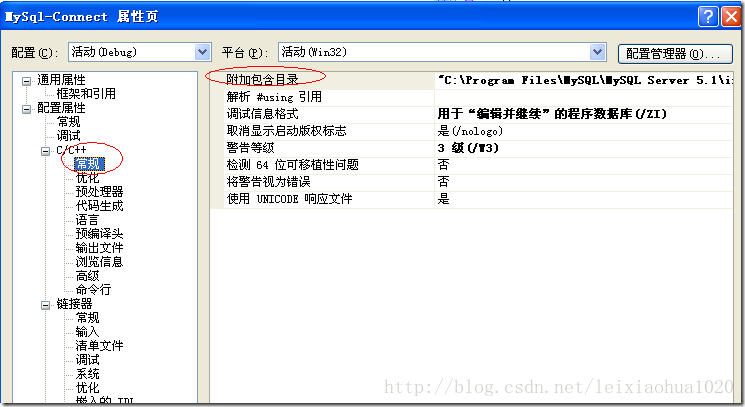 MySql-Connect 属性页
配置(C): 活动(Debug) 平台(P): 活动(Win32) 配置管理器(O)...
通用属性
框架和引用
配置属性
常规
调试
C/C++
常规
优化
预处理器
代码生成
语言
预编译头
输出文件
浏览信息
高级
命令行
链接器
常规
输入
清单文件
调试
系统
优化
嵌入的 IDL
附加包含目录 "C:\Program Files\MySQL\MySQL Server 5.1\in
解析 #using 引用
调试信息格式 用于“编辑并继续”的程序数据库(/ZI)
取消显示启动版权标志 是(/nologo)
警告等级 3 级(/W3)
检测 64 位可移植性问题 否
将警告视为错误 否
使用 UNICODE 响应文件 是
http://blog.csdn.net/leixiaohua1020